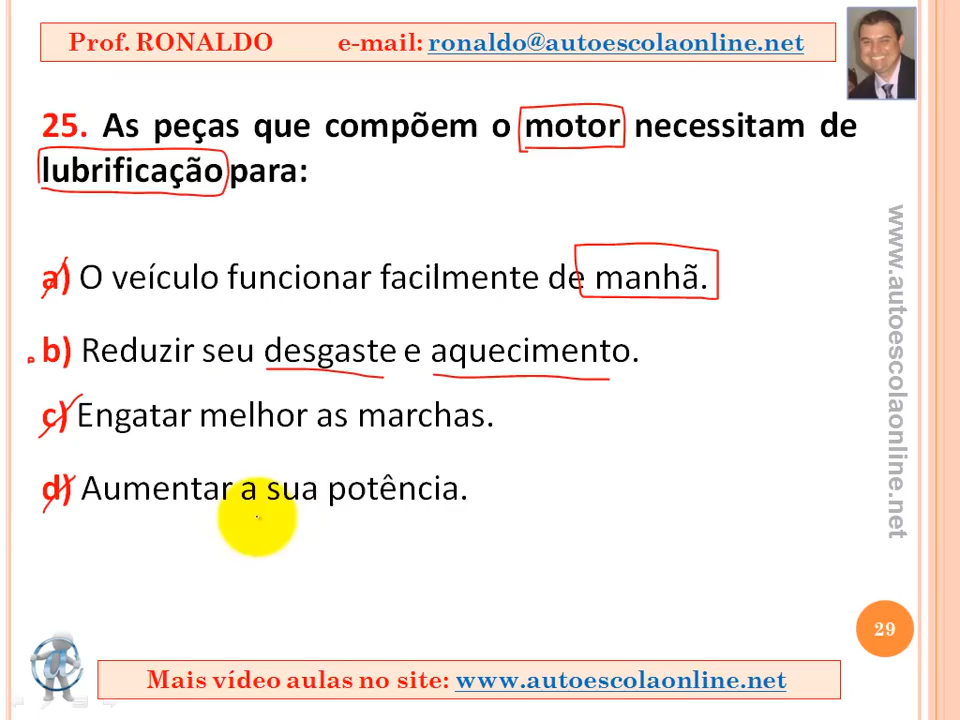 Prof. RONALDO e-mail: ronaldo@autoescolaonline.net
25. As peças que compõem o motor necessitam de
lubrificação para:
a) O veículo funcionar facilmente de manhã.
b) Reduzir seu desgaste e aquecimento.
c) Engatar melhor as marchas.
d) Aumentar a sua potência.
www.autoescolaonline.net
29
Mais vídeo aulas no site: www.autoescolaonline.net